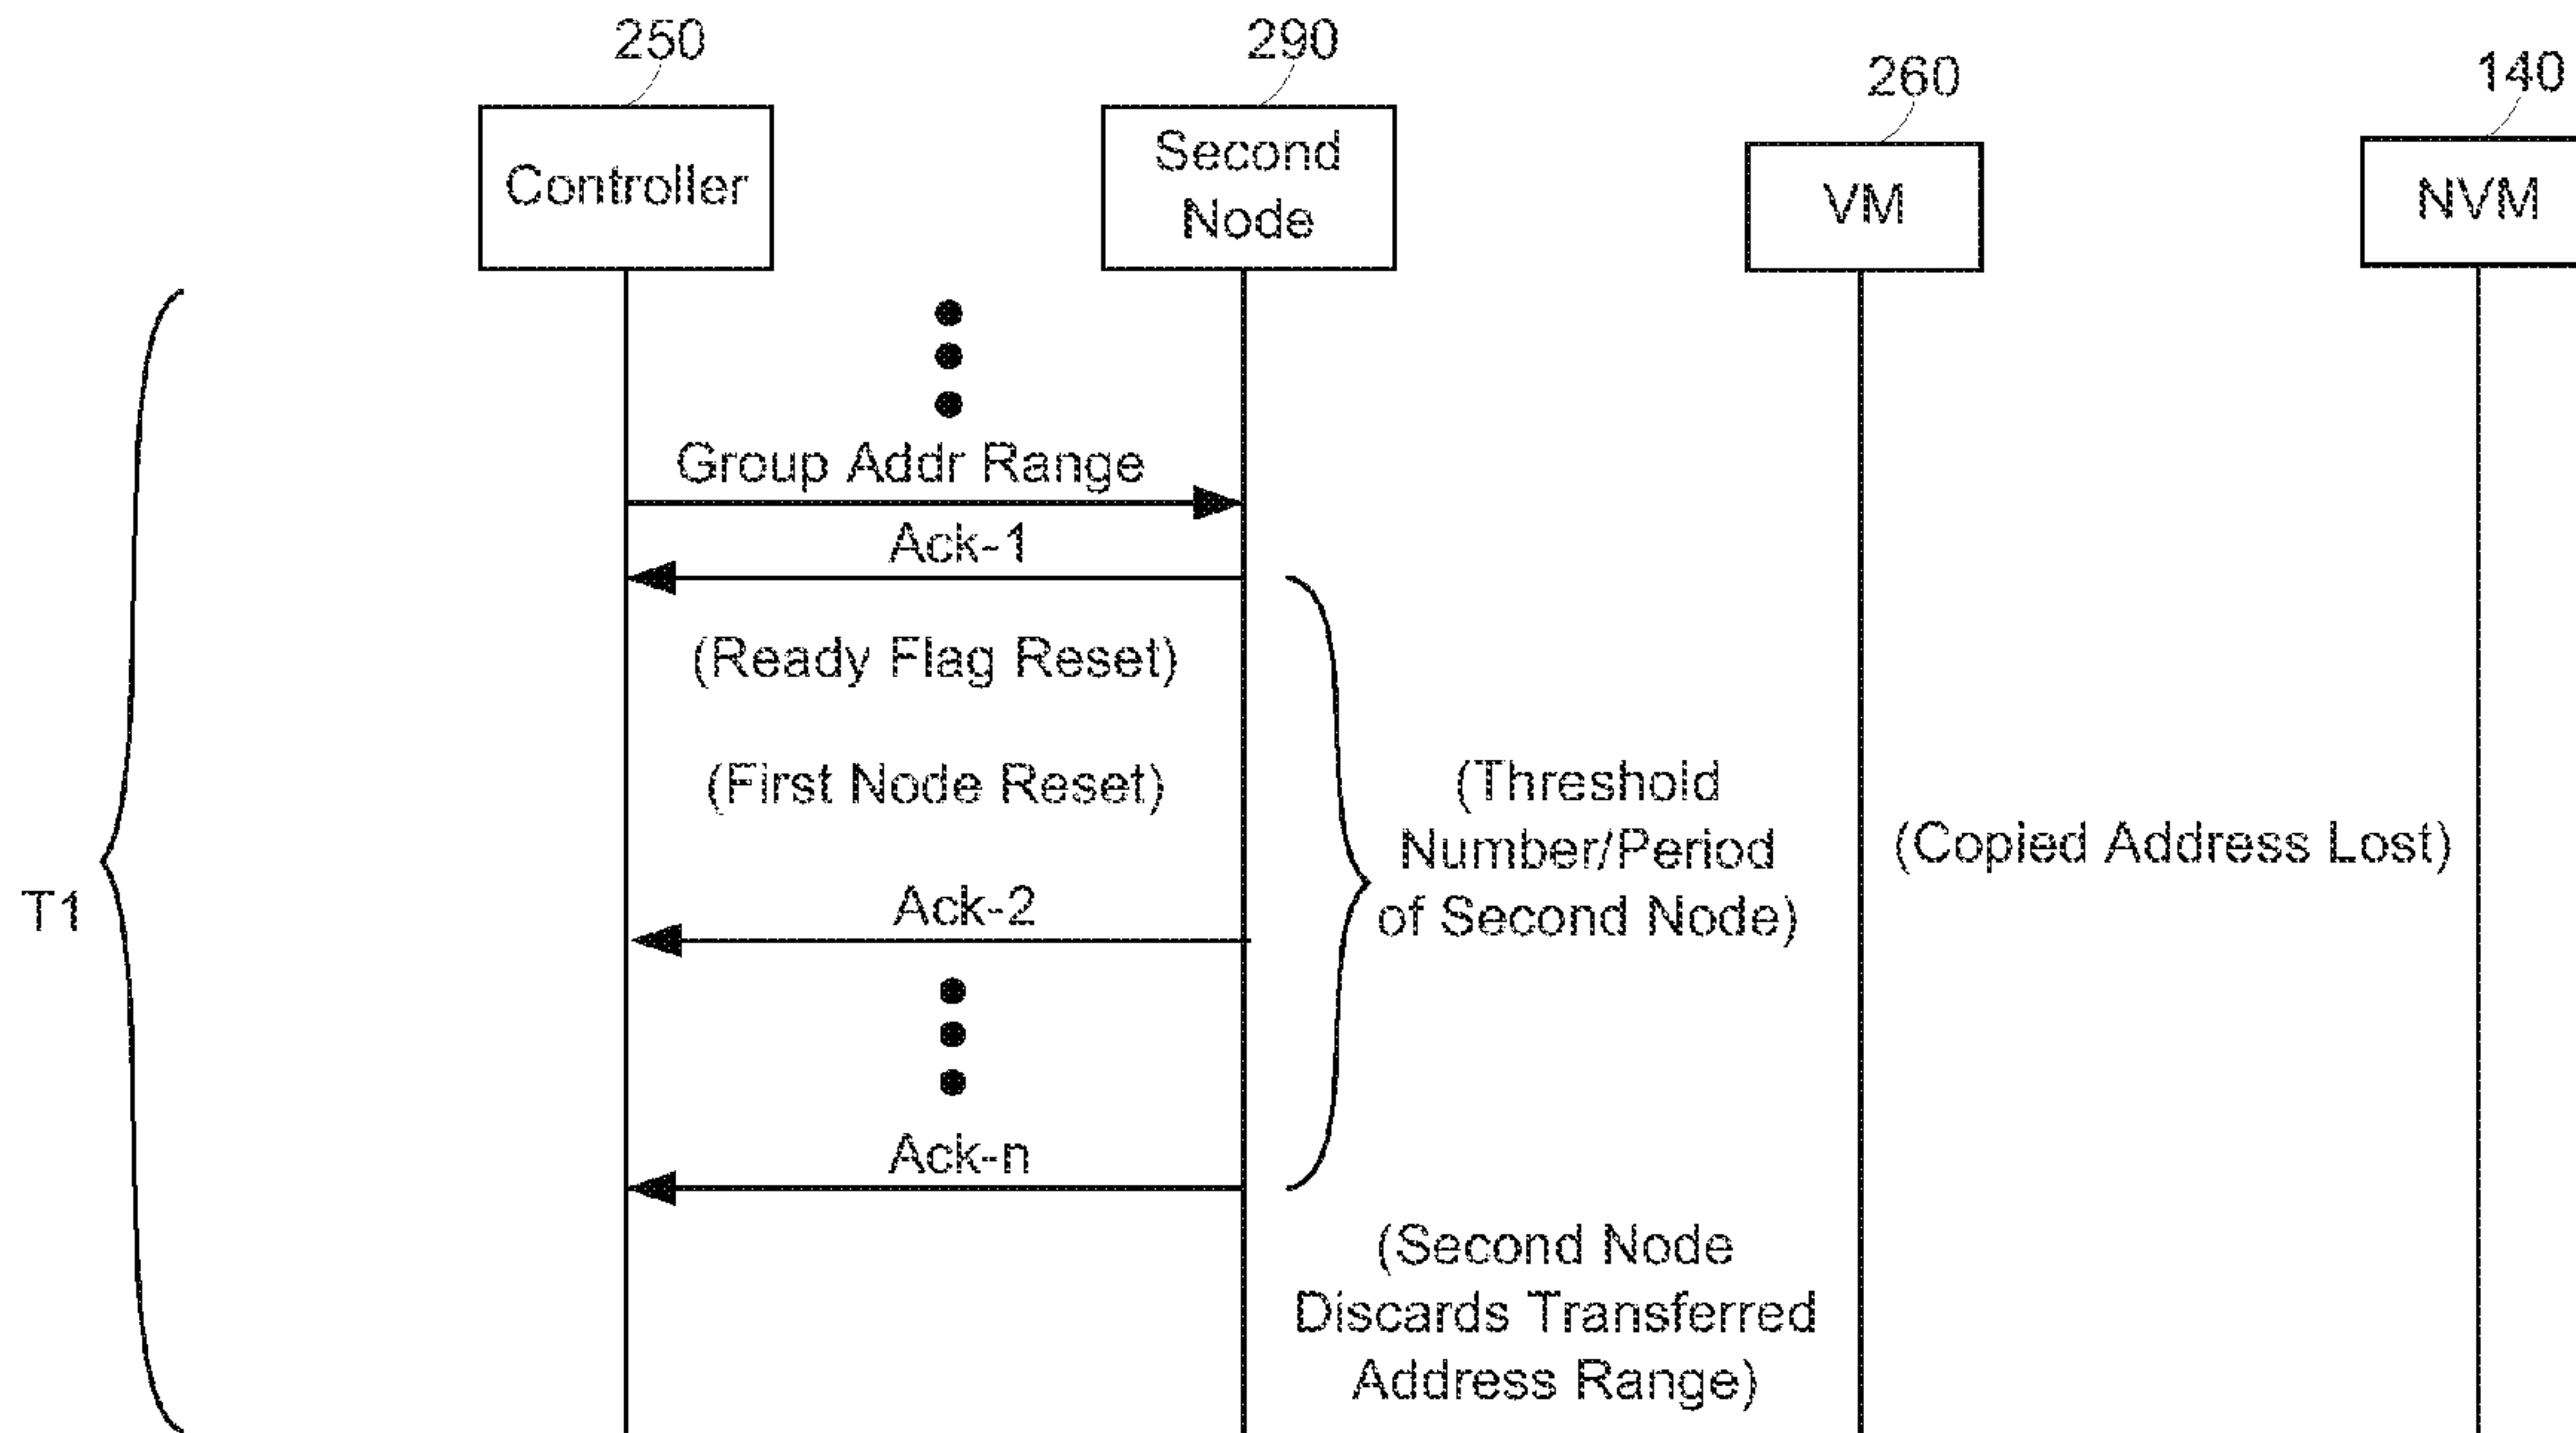 250
290
260
140
Controller
Second
Node
VM
NVM
Group Addr Range
Ack-1
(Ready Flag Reset)
(First Node Reset)
(Threshold
Number/Period
of Second Node)
(Copied Address Lost)
T1
Ack-2
Ack-n
(Second Node
Discards Transferred
Address Range)